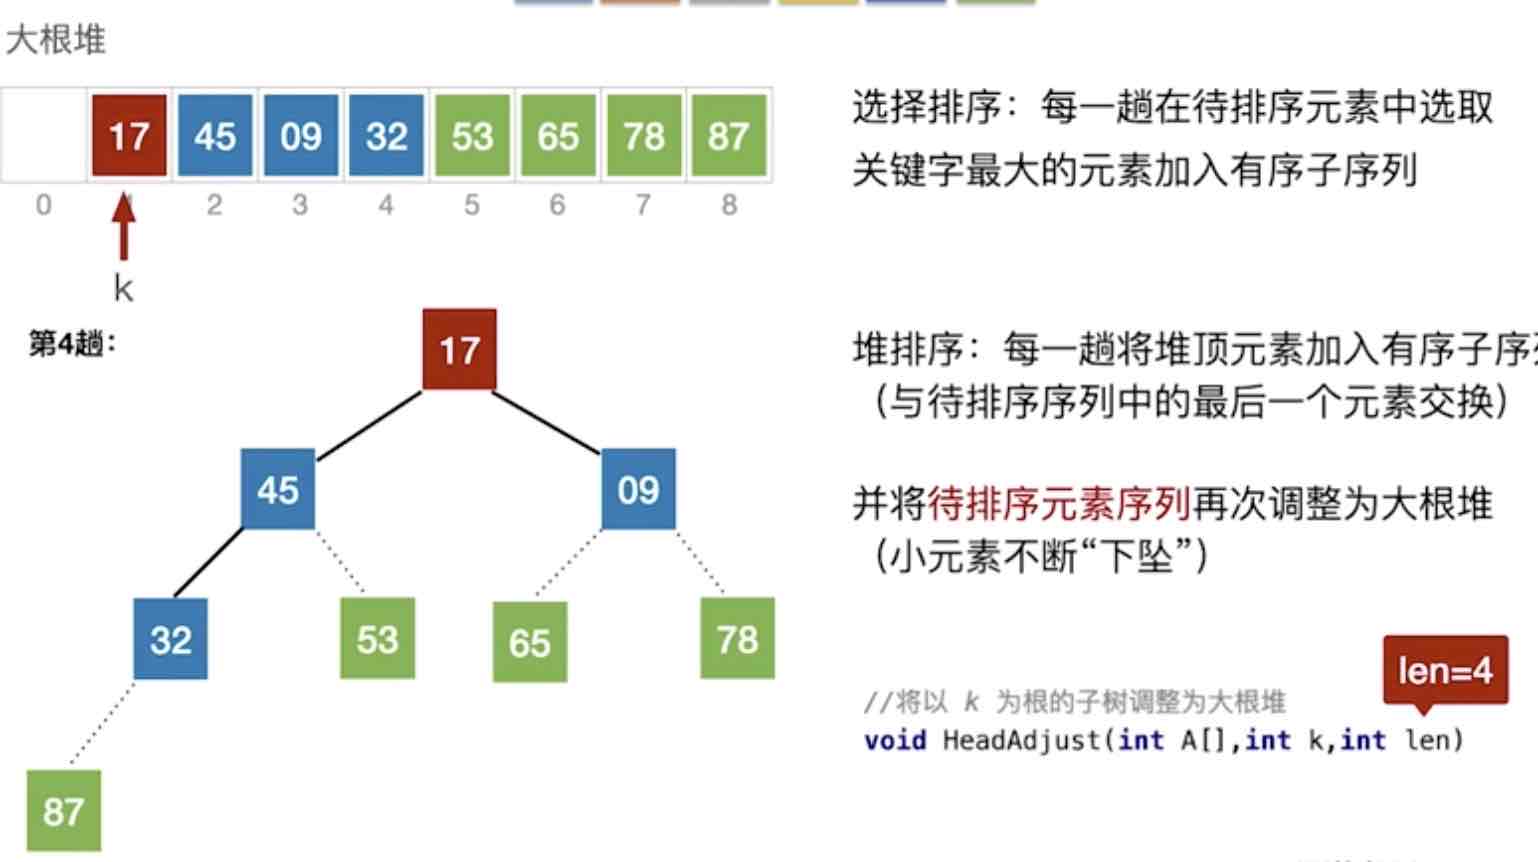 大根堆
17 45 09 32 53 65 78 87
0 1 2 3 4 5 6 7 8
k
选择排序：每一趟在待排序元素中选取
关键字最大的元素加入有序子序列
第4趟：
17
45 09
32 53 65 78
87
堆排序：每一趟将堆顶元素加入有序子序
（与待排序序列中的最后一个元素交换）
并将待排序元素序列再次调整为大根堆
（小元素不断“下坠”）
len=4
//将以 k 为根的子树调整为大根堆
void HeadAdjust(int A[],int k,int len)